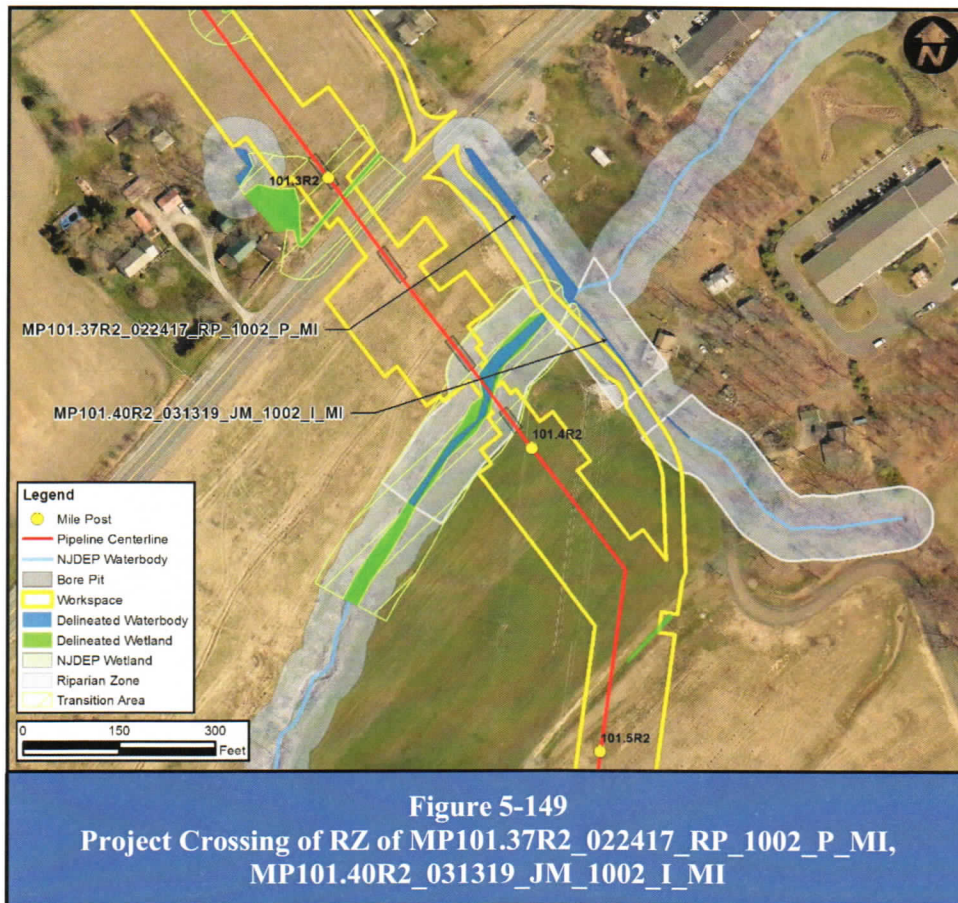 N
101.3R2
MP101.37R2_022417_RP_1002_P_MI
MP101.40R2_031319_JM_1002_I_MI
101.4R2
101.5R2
Legend
Mile Post
Pipeline Centerline
NJDEP Waterbody
Bore Pit
Workspace
Delineated Waterbody
Delineated Wetland
NJDEP Wetland
Riparian Zone
Transition Area
0 150 300
Feet
Figure 5-149
Project Crossing of RZ of MP101.37R2_022417_RP_1002_P_MI,
MP101.40R2_031319_JM_1002_I_MI